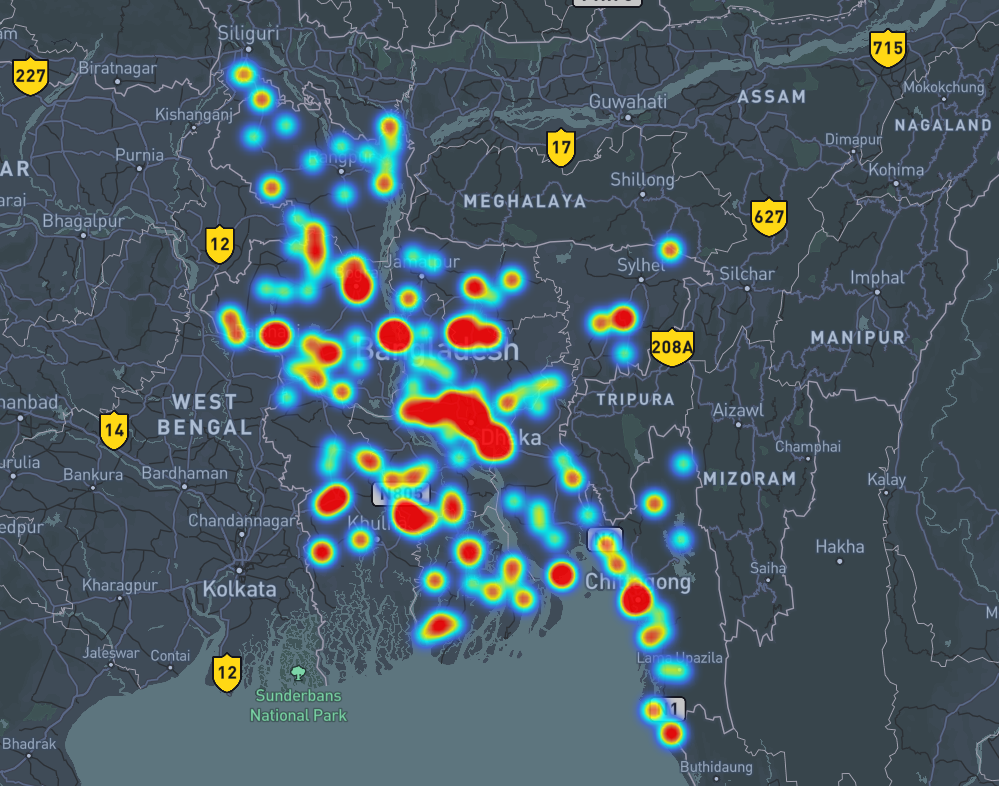 Siliguri
227
Biratnagar
715
Mokokchung
Guwahati
ASSAM
Kishanganj
NAGALAND
17
Dimapur
Purnia
Rangpur
Kohima
AR
Shillong
MEGHALAYA
627
Bhagalpur
12
Jamalpur
Sylhet
Silchar
Imphal
MANIPUR
208A
Bangladesh
WEST
BENGAL
TRIPURA
Aizawl
14
Dhaka
Champhai
MIZORAM
Bankura
Bardhaman
Kalay
N805
Chandannagar
Hakha
Saiha
Chittagong
Kharagpur
Kolkata
Jaleswar
Contai
Lama Upazila
12
Sunderbans
National Park
Bhadrak
Buthidaung